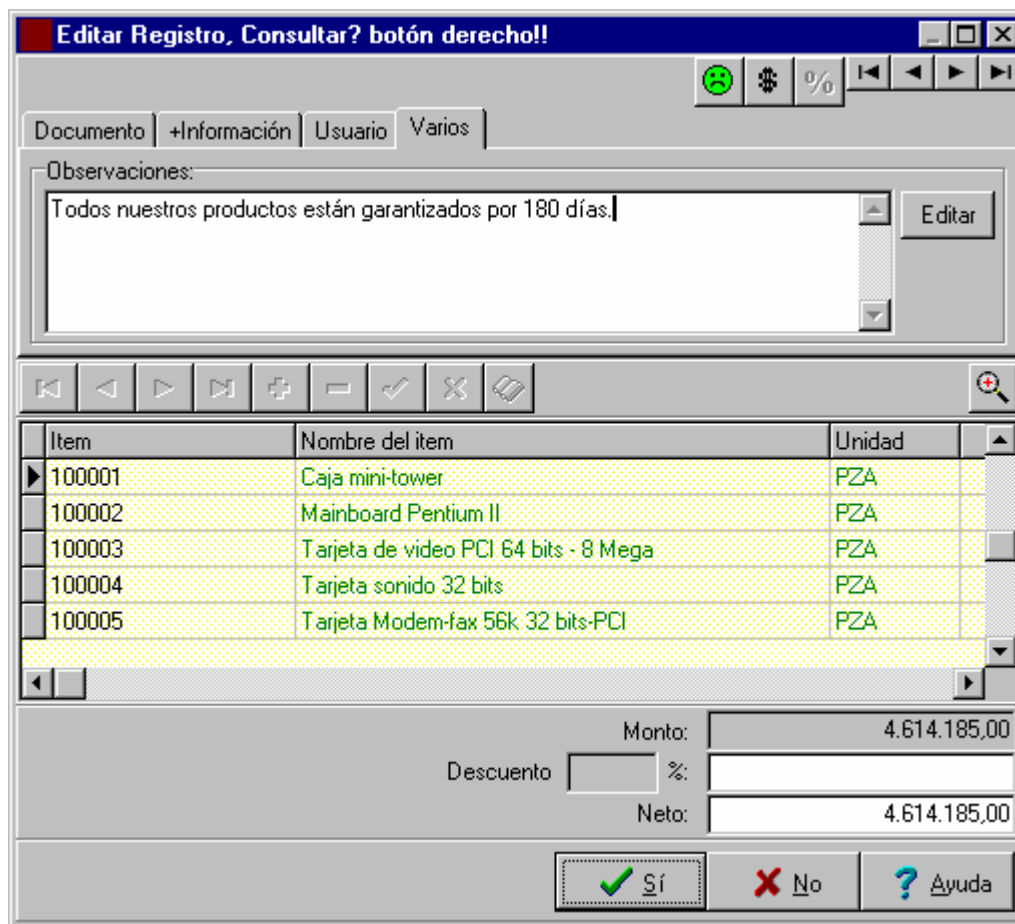 Editar Registro, Consultar? botón derecho!!
$ %
Documento +Información Usuario Varios
Observaciones:
Todos nuestros productos están garantizados por 180 días.
Editar
Item Nombre del item Unidad
100001 Caja mini-tower PZA
100002 Mainboard Pentium II PZA
100003 Tarjeta de video PCI 64 bits - 8 Mega PZA
100004 Tarjeta sonido 32 bits PZA
100005 Tarjeta Modem-fax 56k 32 bits-PCI PZA
Monto: 4.614.185,00
Descuento %:
Neto: 4.614.185,00
Sí No ? Ayuda